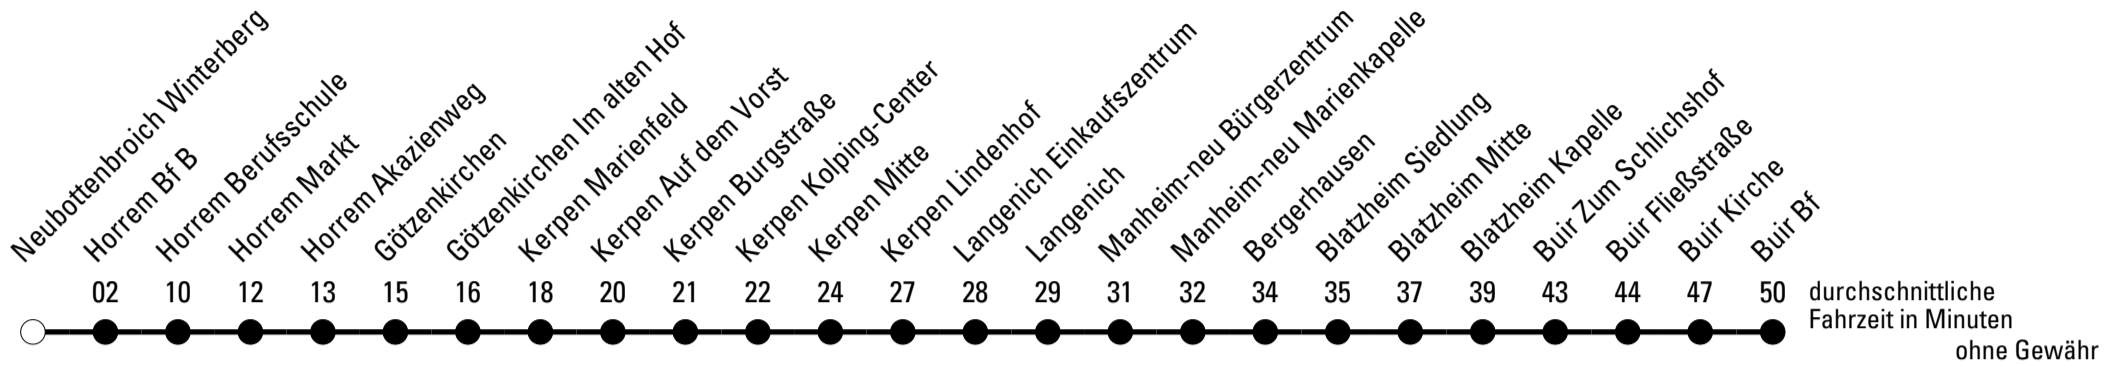 Neubottenbroich Winterberg
Horrem Bf B
Horrem Berufsschule
Horrem Markt
Horrem Akazienweg
Götzenkirchen
Götzenkirchen Im alten Hof
Kerpen Marienfeld
Kerpen Auf dem Vorst
Kerpen Burgstraße
Kerpen Kolping-Center
Kerpen Mitte
Kerpen Lindenhof
Langenich Einkaufszentrum
Langenich
Manheim-neu Bürgerzentrum
Manheim-neu Marienkapelle
Bergerhausen
Blatzheim Siedlung
Blatzheim Mitte
Blatzheim Kapelle
Buir Zum Schlichshof
Buir Fließstraße
Buir Kirche
Buir Bf
02 10 12 13 15 16 18 20 21 22 24 27 28 29 31 32 34 35 37 39 43 44 47 50 durchschnittliche
Fahrzeit in Minuten
ohne Gewähr